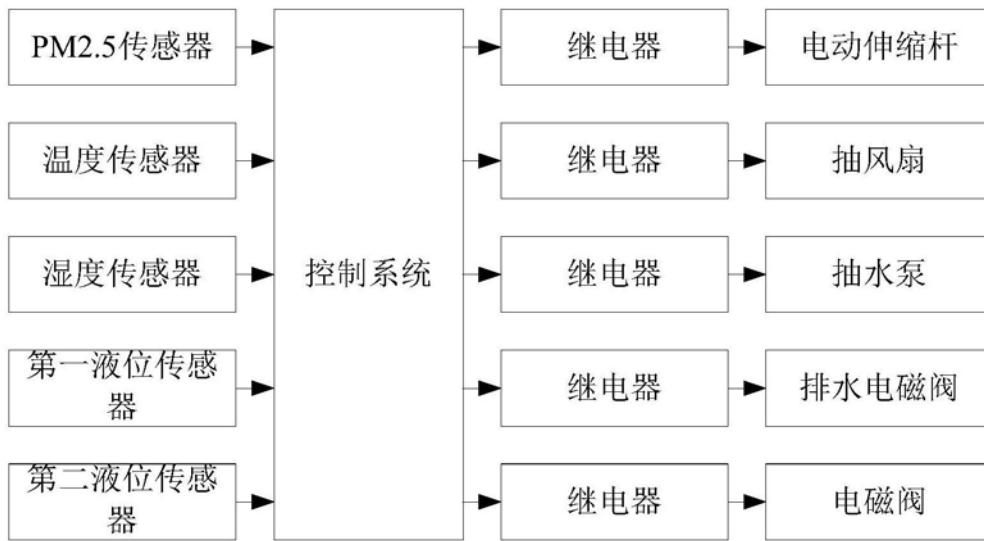 PM2.5传感器
继电器
电动伸缩杆
温度传感器
继电器
抽风扇
湿度传感器
控制系统
继电器
抽水泵
第一液位传感
器
继电器
排水电磁阀
第二液位传感
器
继电器
电磁阀